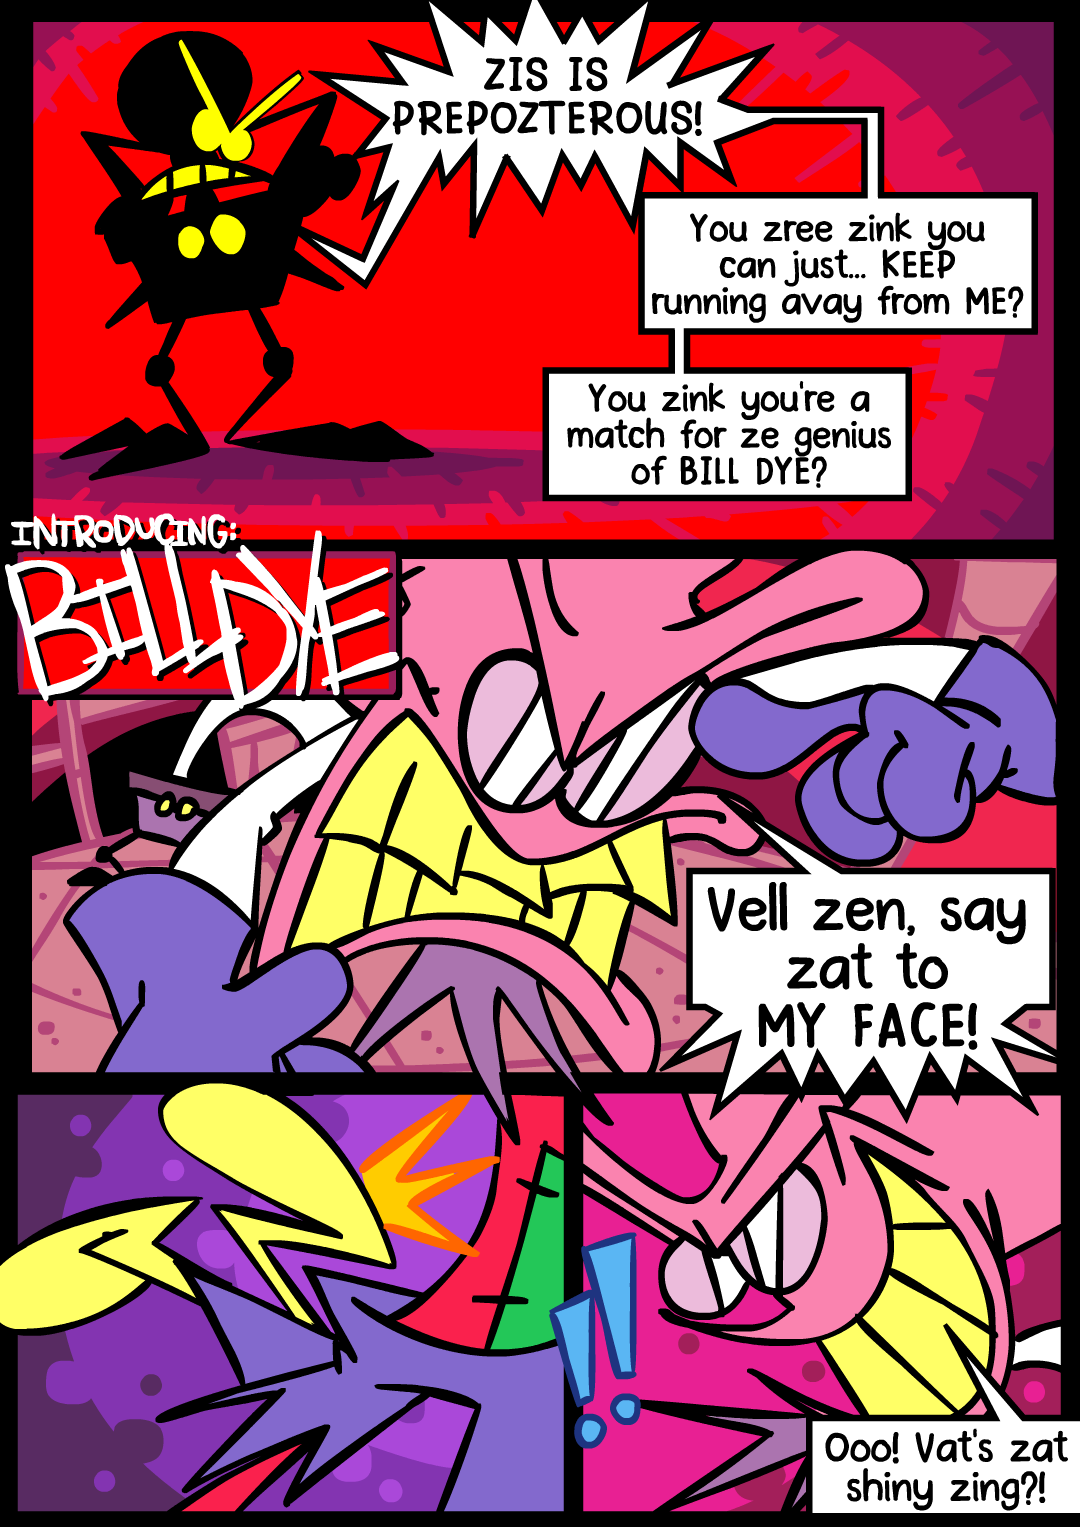 ZIS IS
PREPOZTEROUS!
You zree zink you
can just... KEEP
running avay from ME?
You zink you're a
match for ze genius
of BILL DYE?
INTRODUCING:
BILL DYE
Vell zen, say
zat to
MY FACE!
!!
Ooo! Vat's zat
shiny zing?!